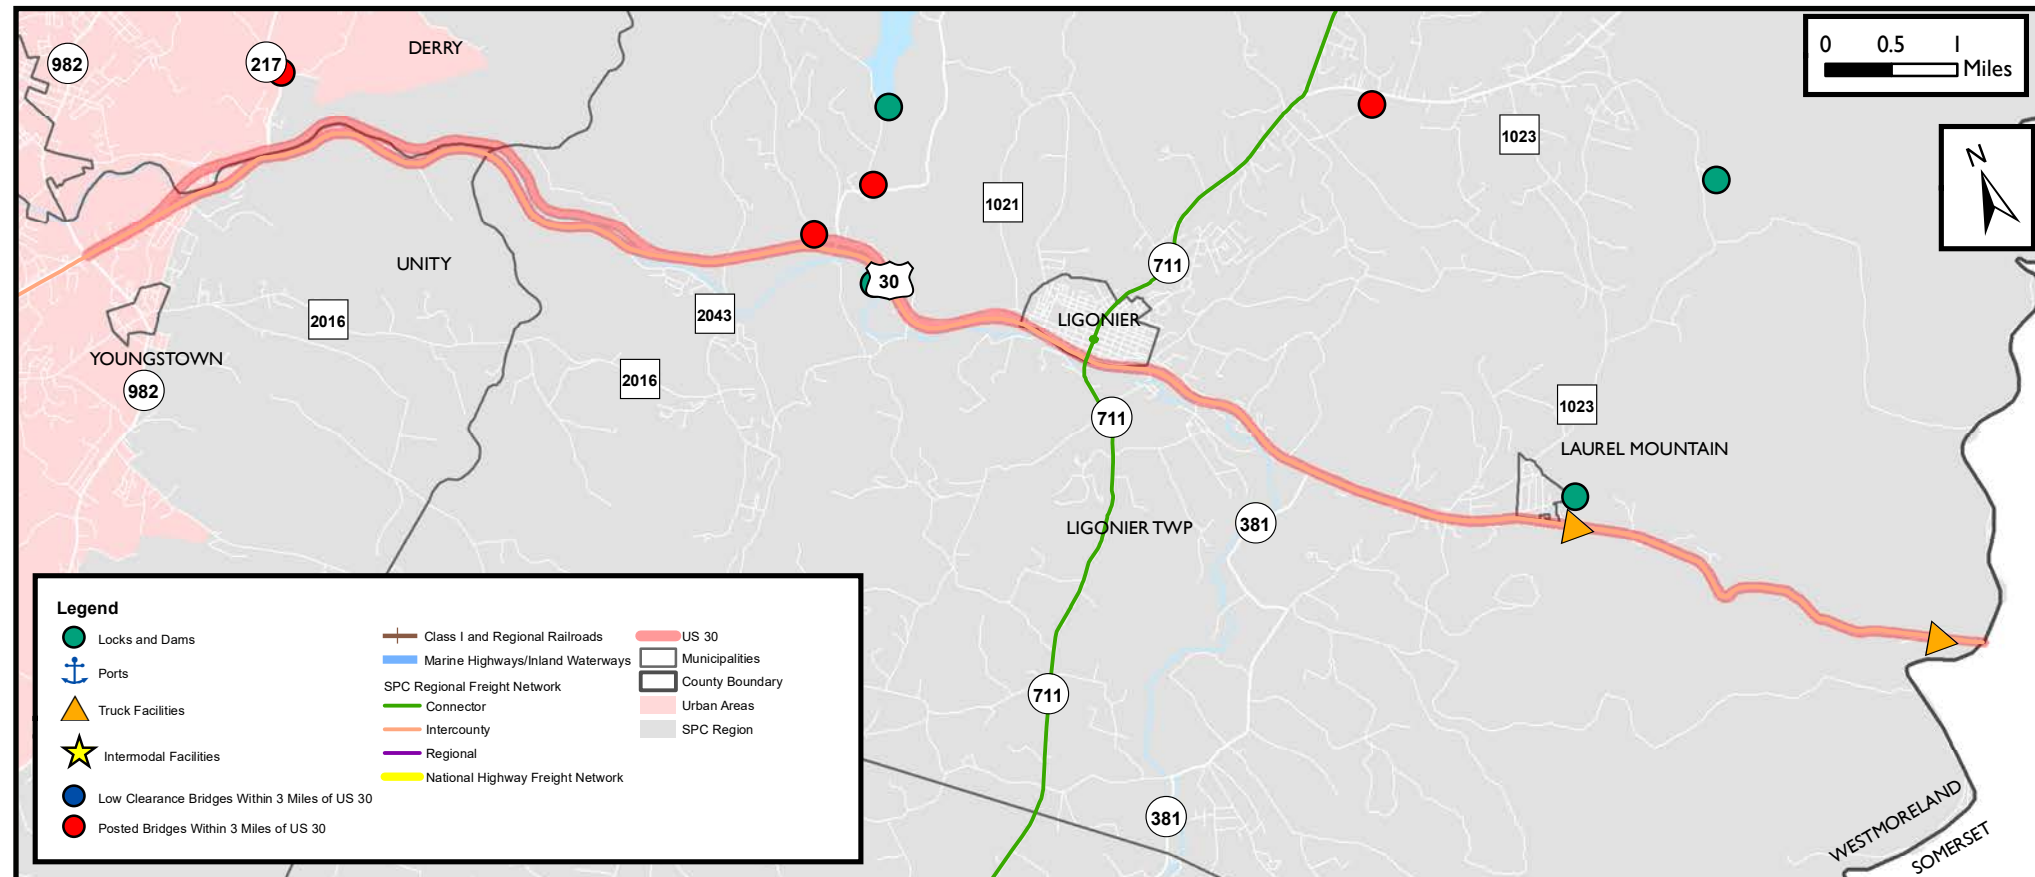 DERRY
982
217
0 0.5 1
Miles
1023
N
1021
711
UNITY
30
2016
2043
LIGONIER
YOUNGSTOWN
982
2016
711
1023
LAUREL MOUNTAIN
LIGONIER TWP
381
711
381
WESTMORELAND
SOMERSET
Legend
Locks and Dams
Ports
Truck Facilities
Intermodal Facilities
Low Clearance Bridges Within 3 Miles of US 30
Posted Bridges Within 3 Miles of US 30
Class I and Regional Railroads
Marine Highways/Inland Waterways
SPC Regional Freight Network
Connector
Intercounty
Regional
National Highway Freight Network
US 30
Municipalities
County Boundary
Urban Areas
SPC Region